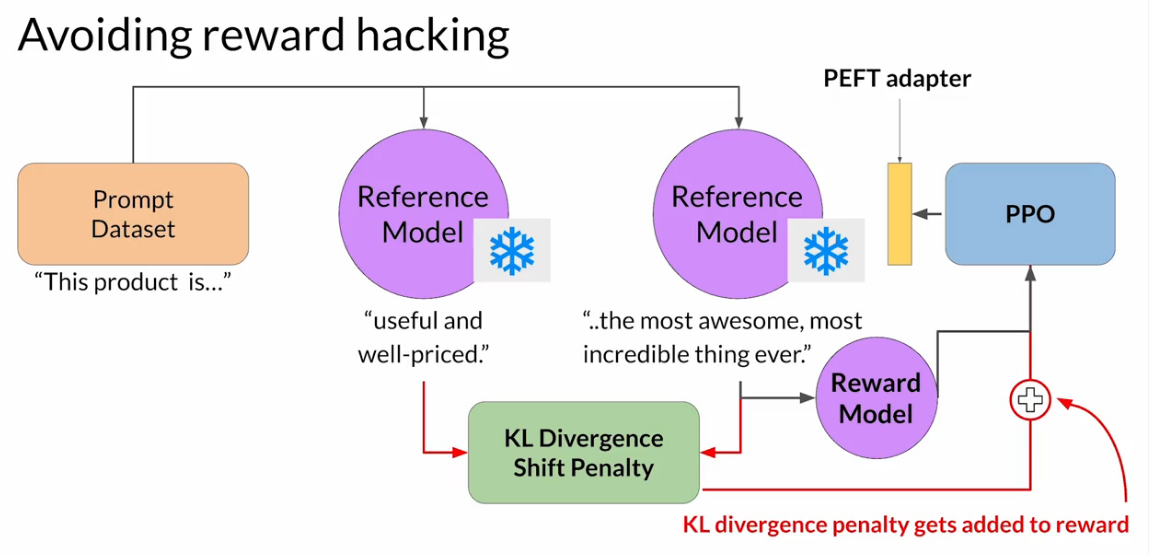 Avoiding reward hacking
PEFT adapter
Prompt
Dataset
"This product  is..."
Reference
Model
Reference
Model
PPO
"useful and
well-priced."
"..the most awesome, most
incredible thing ever."
Reward
Model
KL Divergence
Shift Penalty
KL divergence penalty gets added to reward